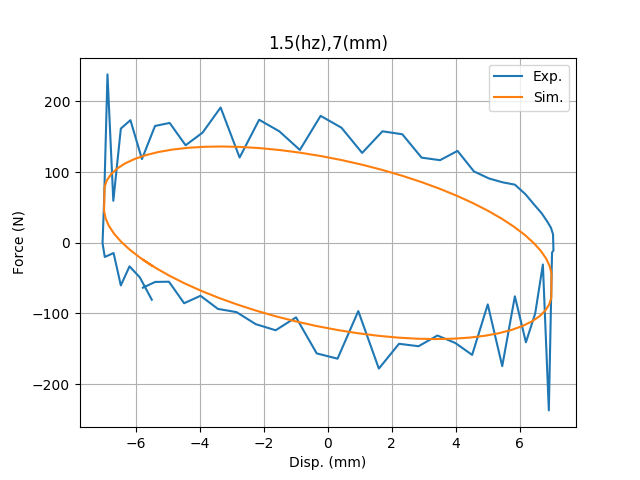 1.5(hz),7(mm)
Exp.
Sim.
200
100
0
−100
−200
Force (N)
−6 −4 −2 0 2 4 6
Disp. (mm)